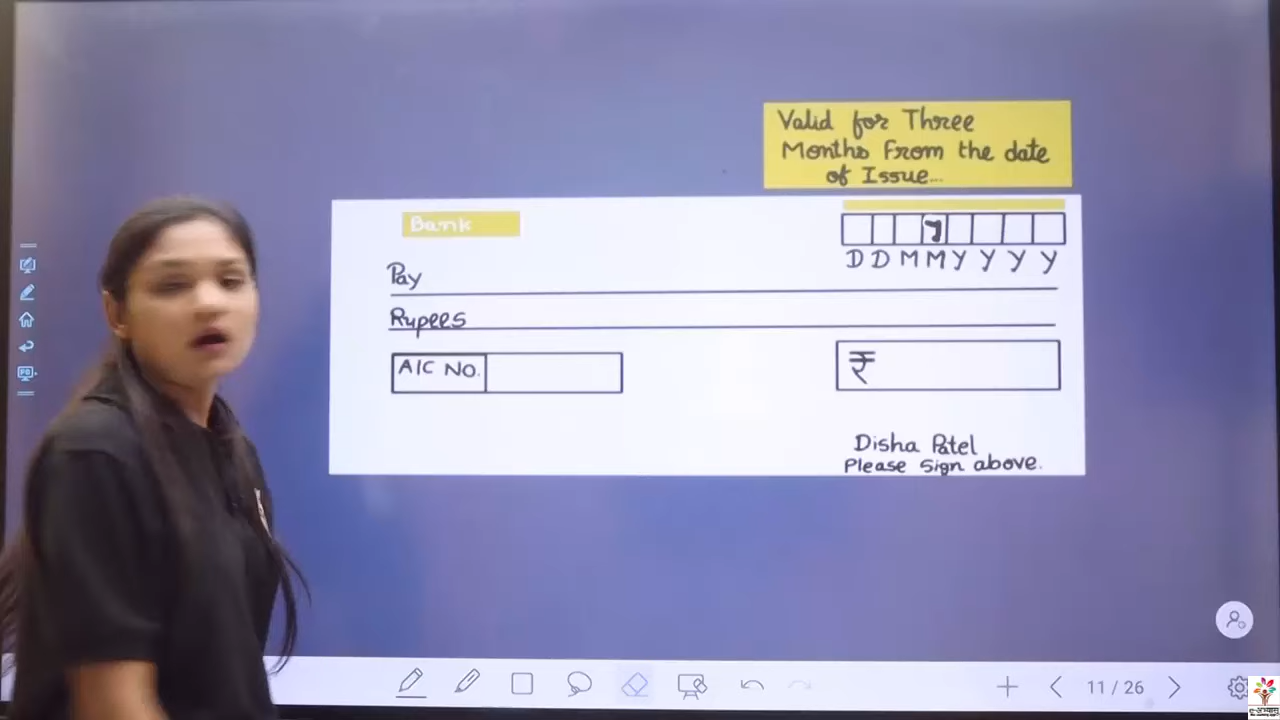 Valid for Three
Months From the date
of Issue...
Bank
7
D D M M Y Y Y Y
Pay
Rupees
A/C NO.
₹
Disha Patel
Please Sign above.
11 / 26